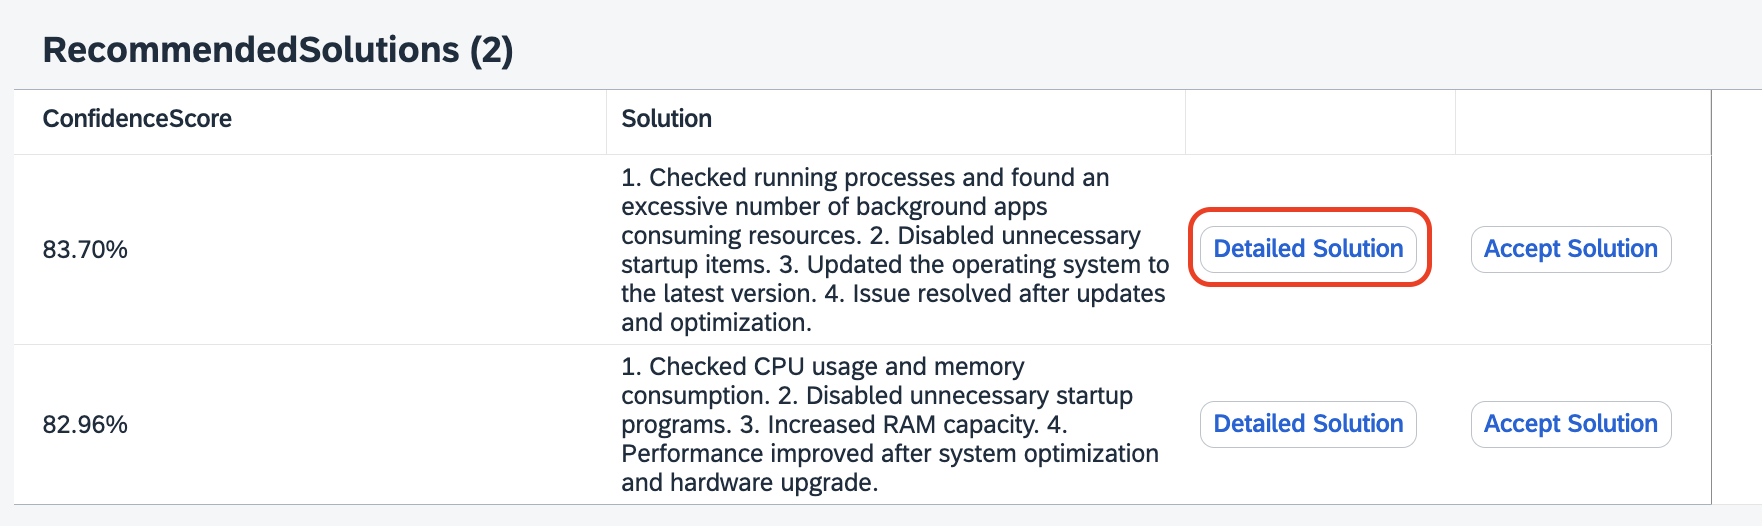 RecommendedSolutions (2)
ConfidenceScore
Solution
83.70%
1. Checked running processes and found an
excessive number of background apps
consuming resources. 2. Disabled unnecessary
startup items. 3. Updated the operating system to
the latest version. 4. Issue resolved after updates
and optimization.
Detailed Solution
Accept Solution
82.96%
1. Checked CPU usage and memory
consumption. 2. Disabled unnecessary startup
programs. 3. Increased RAM capacity. 4.
Performance improved after system optimization
and hardware upgrade.
Detailed Solution
Accept Solution